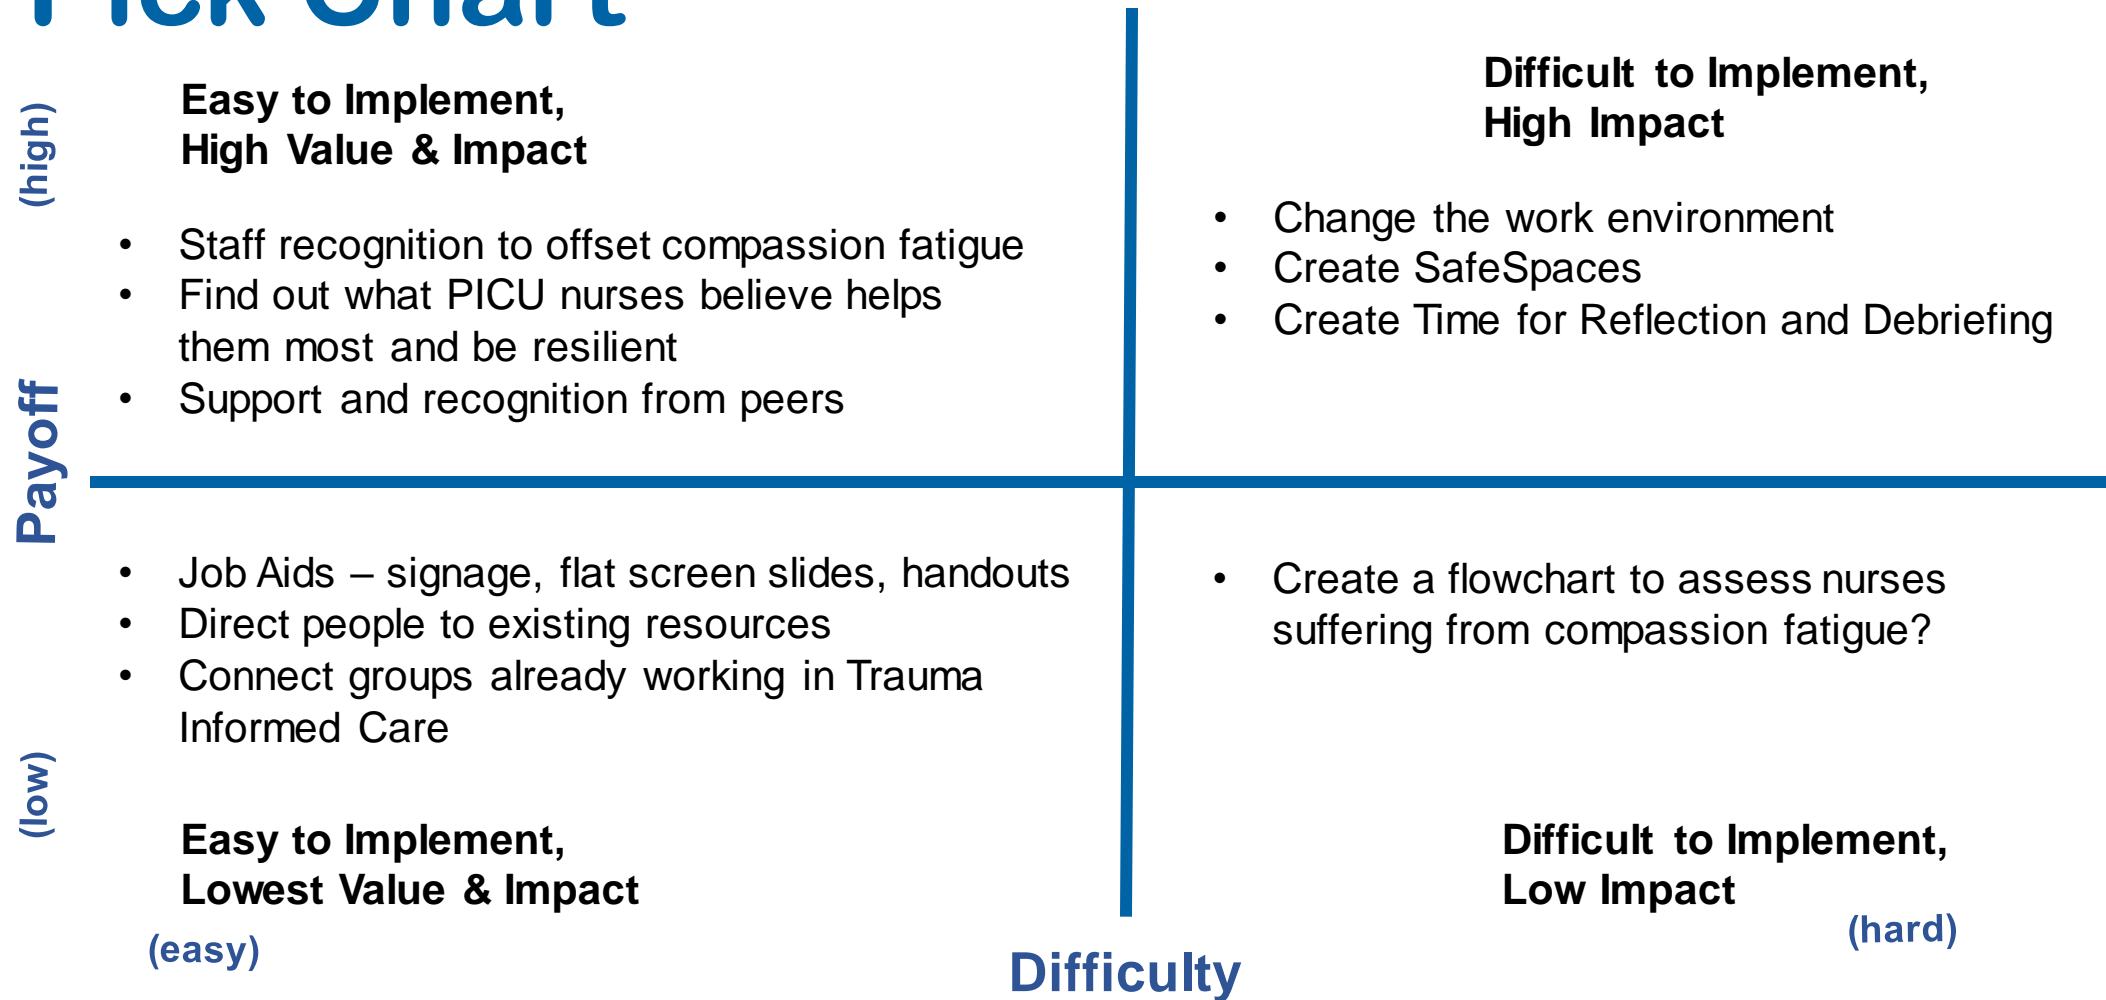 Pick Chart
(high)
Easy to Implement,
High Value & Impact
• Staff recognition to offset compassion fatigue
• Find out what PICU nurses believe helps
them most and be resilient
• Support and recognition from peers
Difficult to Implement,
High Impact
• Change the work environment
• Create SafeSpaces
• Create Time for Reflection and Debriefing
Payoff
• Job Aids – signage, flat screen slides, handouts
• Direct people to existing resources
• Connect groups already working in Trauma
Informed Care
(low)
Easy to Implement,
Lowest Value & Impact
• Create a flowchart to assess nurses
suffering from compassion fatigue?
Difficult to Implement,
Low Impact
(easy)
Difficulty
(hard)